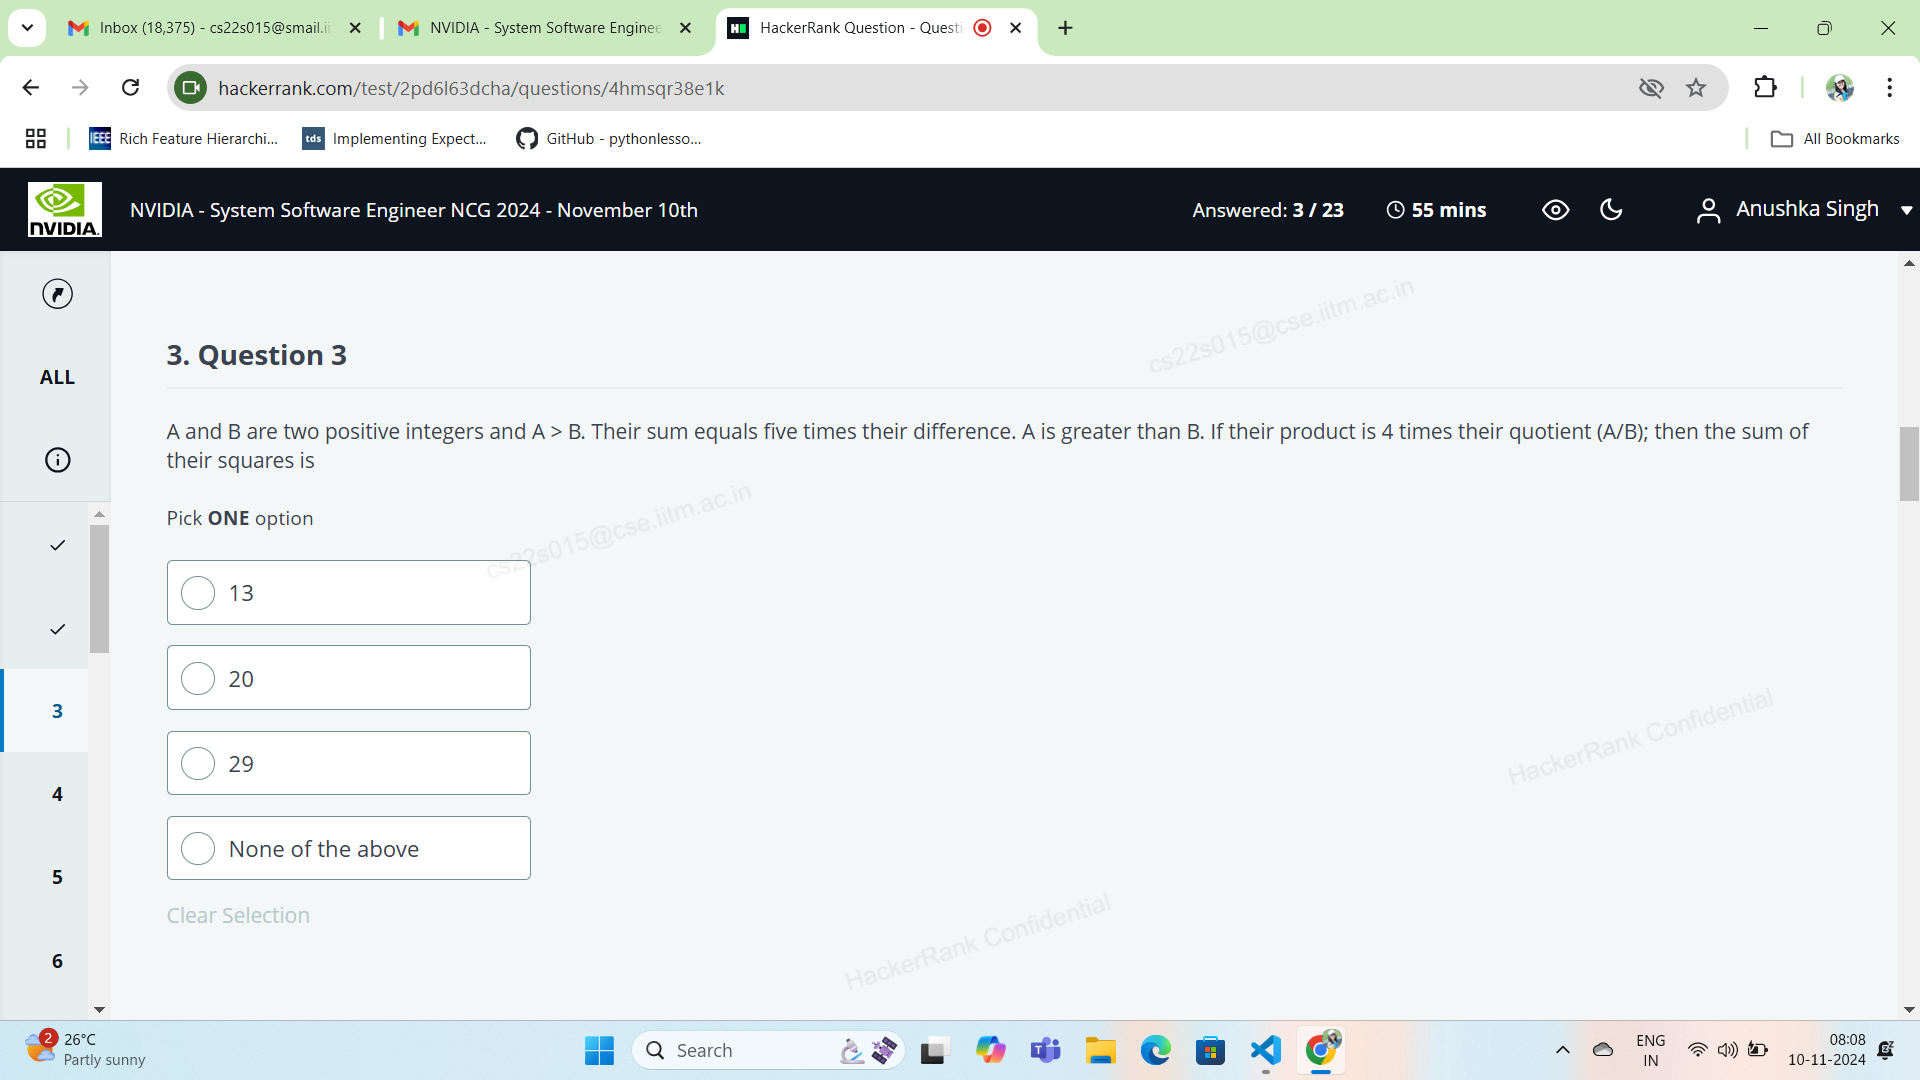 Inbox (18,375) - cs22s015@smail.ii
NVIDIA - System Software Enginee
HackerRank Question - Questi
hackerrank.com/test/2pd6l63dcha/questions/4hmsqr38e1k
IEEE Rich Feature Hierarchi...
tds Implementing Expect...
GitHub - pythonlesso...
All Bookmarks
NVIDIA
NVIDIA - System Software Engineer NCG 2024 - November 10th
Answered: 3 / 23
55 mins
Anushka Singh
ALL
3
4
5
6
3. Question 3
A and B are two positive integers and A > B. Their sum equals five times their difference. A is greater than B. If their product is 4 times their quotient (A/B); then the sum of
their squares is
Pick ONE option
13
20
29
None of the above
Clear Selection
cs22s015@cse.iitm.ac.in
cs22s015@cse.iitm.ac.in
HackerRank Confidential
HackerRank Confidential
2
26°C
Partly sunny
Search
ENG
IN
08:08
10-11-2024